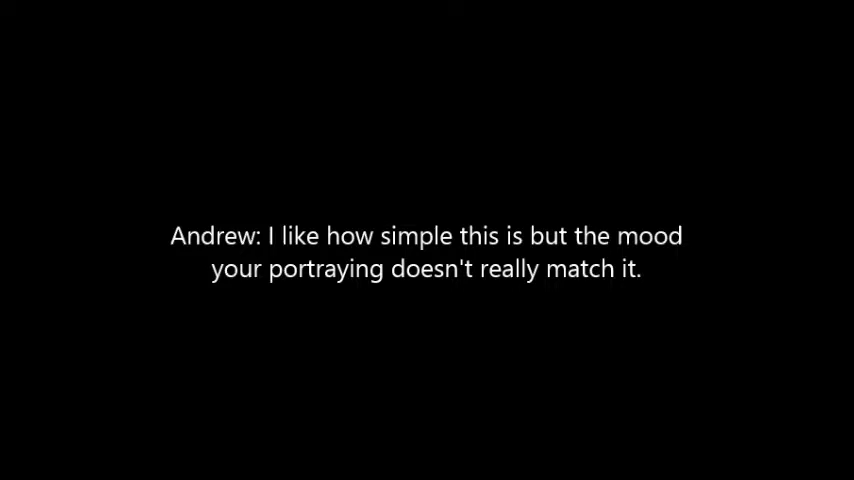 Andrew: I like how simple this is but the mood
your portraying doesn't really match it.